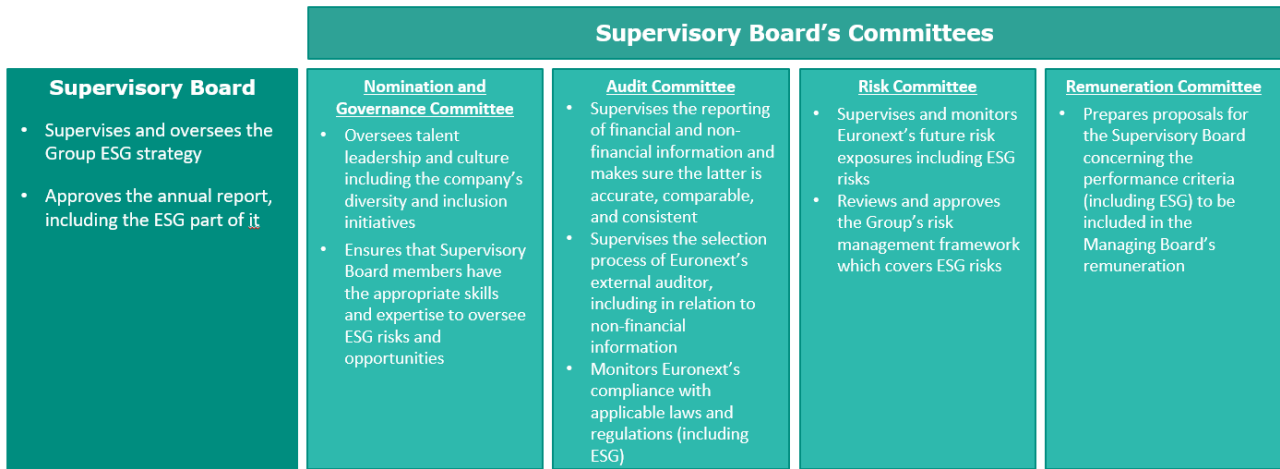 Supervisory Board's Committees
Supervisory Board
• Supervises and oversees the
Group ESG strategy
• Approves the annual report,
including the ESG part of it
Nomination and
Governance Committee
• Oversees talent
leadership and culture
including the company's
diversity and inclusion
initiatives
• Ensures that Supervisory
Board members have
the appropriate skills
and expertise to oversee
ESG risks and
opportunities
Audit Committee
• Supervises the reporting
of financial and non-
financial information and
makes sure the latter is
accurate, comparable,
and consistent
• Supervises the selection
process of Euronext's
external auditor,
including in relation to
non-financial
information
• Monitors Euronext's
compliance with
applicable laws and
regulations (including
ESG)
Risk Committee
• Supervises and monitors
Euronext's future risk
exposures including ESG
risks
• Reviews and approves
the Group's risk
management framework
which covers ESG risks
Remuneration Committee
• Prepares proposals for
the Supervisory Board
concerning the
performance criteria
(including ESG) to be
included in the
Managing Board's
remuneration